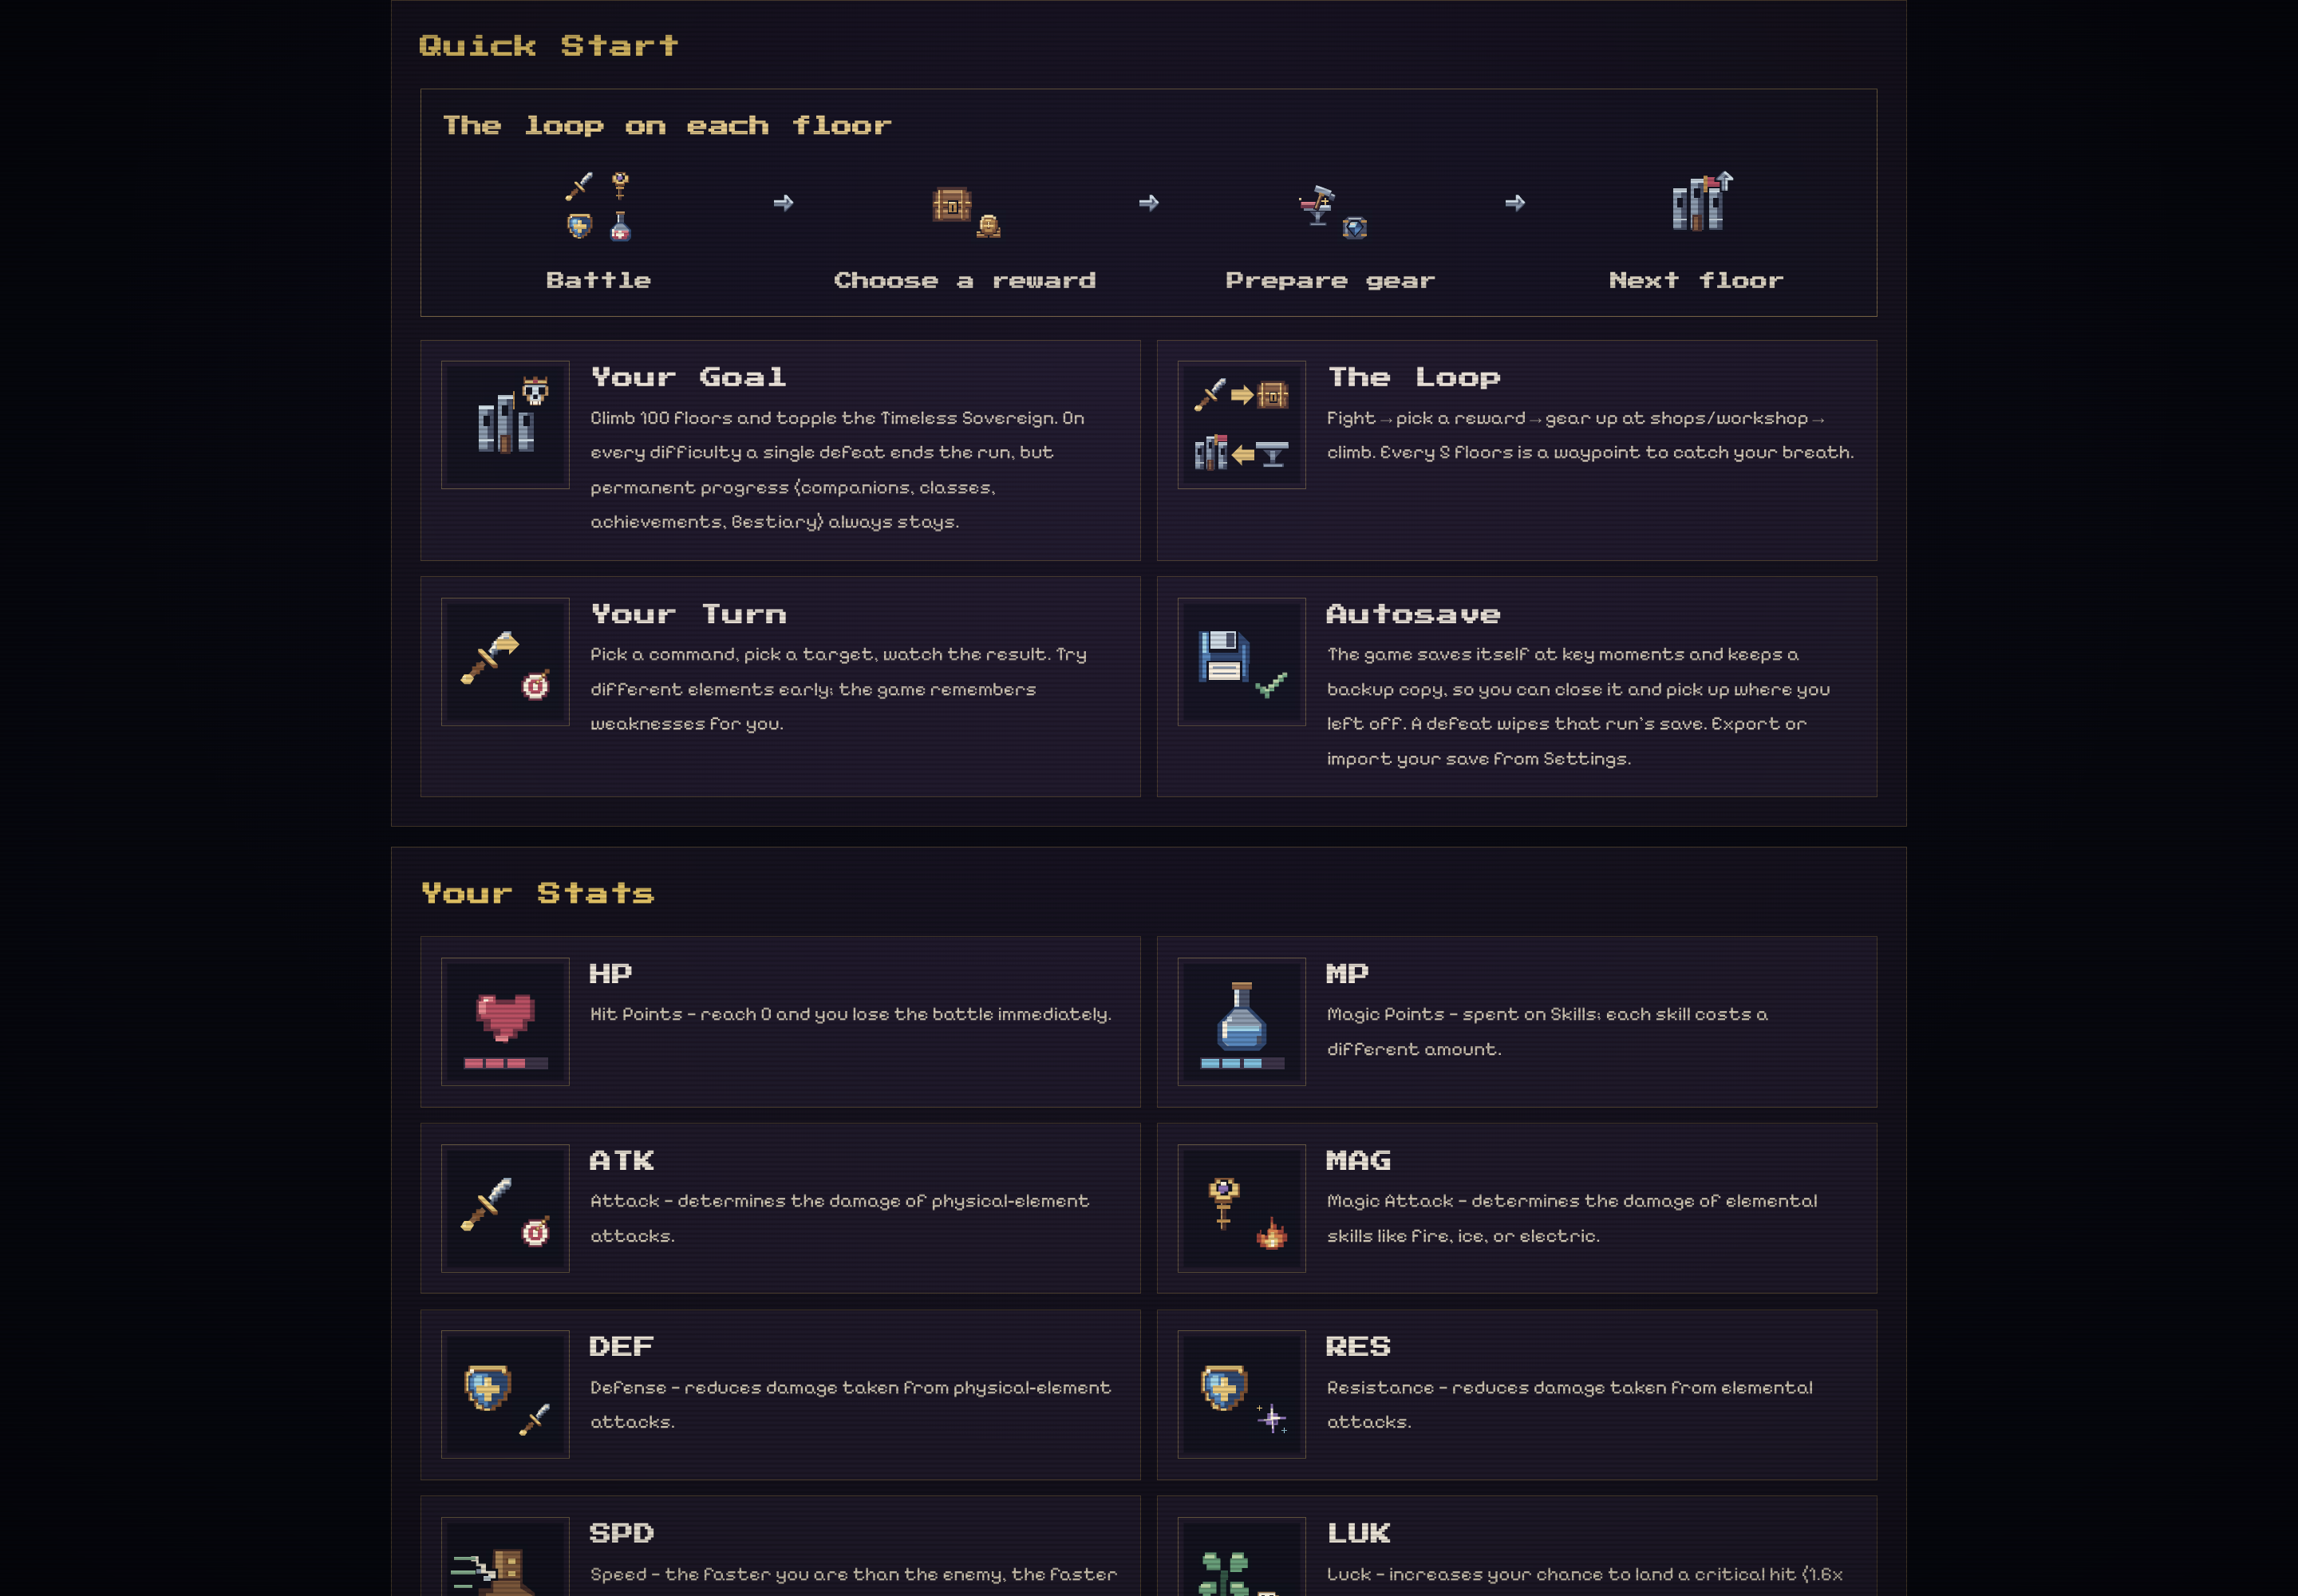 Quick Start
The loop on each floor
Battle
Choose a reward
Prepare gear
Next floor
Your Goal
Climb 100 floors and topple the Timeless Sovereign. On
every difficulty a single defeat ends the run, but
permanent progress (companions, classes,
achievements, Bestiary) always stays.
The Loop
Fight → pick a reward → gear up at shops/workshop →
climb. Every 8 floors is a waypoint to catch your breath.
Your Turn
Pick a command, pick a target, watch the result. Try
different elements early; the game remembers
weaknesses for you.
Autosave
The game saves itself at key moments and keeps a
backup copy, so you can close it and pick up where you
left off. A defeat wipes that run's save. Export or
import your save from Settings.
Your Stats
HP
Hit Points - reach 0 and you lose the battle immediately.
MP
Magic Points - spent on Skills; each skill costs a
different amount.
ATK
Attack - determines the damage of physical-element
attacks.
MAG
Magic Attack - determines the damage of elemental
skills like fire, ice, or electric.
DEF
Defense - reduces damage taken from physical-element
attacks.
RES
Resistance - reduces damage taken from elemental
attacks.
SPD
Speed - the faster you are than the enemy, the faster
LUK
Luck - increases your chance to land a critical hit (1.6x